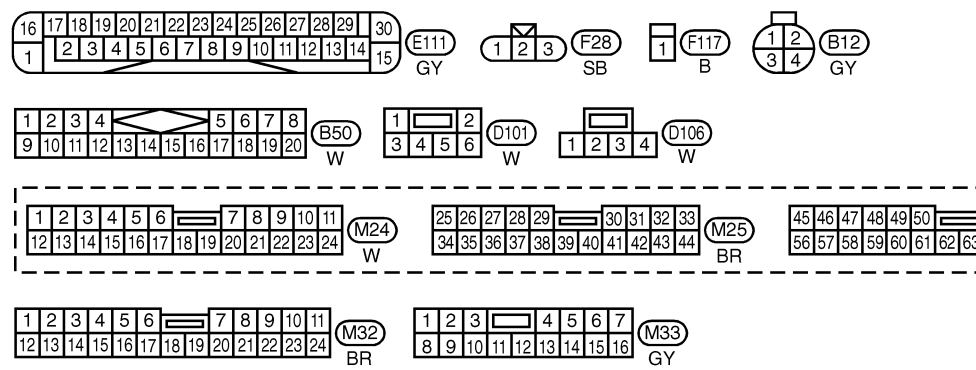 16 17 18 19 20 21 22 23 24 25 26 27 28 29 30
1 2 3 4 5 6 7 8 9 10 11 12 13 14 15
E111
GY
1 2 3
F28
SB
1
F117
B
1 2
3 4
B12
GY
1 2 3 4 5 6 7 8
9 10 11 12 13 14 15 16 17 18 19 20
B50
W
1 2
3 4 5 6
D101
W
1 2 3 4
D106
W
1 2 3 4 5 6 7 8 9 10 11
12 13 14 15 16 17 18 19 20 21 22 23 24
M24
W
25 26 27 28 29 30 31 32 33
34 35 36 37 38 39 40 41 42 43 44
M25
BR
45 46 47 48 49 50
56 57 58 59 60 61 62 63
1 2 3 4 5 6 7 8 9 10 11
12 13 14 15 16 17 18 19 20 21 22 23 24
M32
BR
1 2 3 4 5 6 7
8 9 10 11 12 13 14 15 16
M33
GY